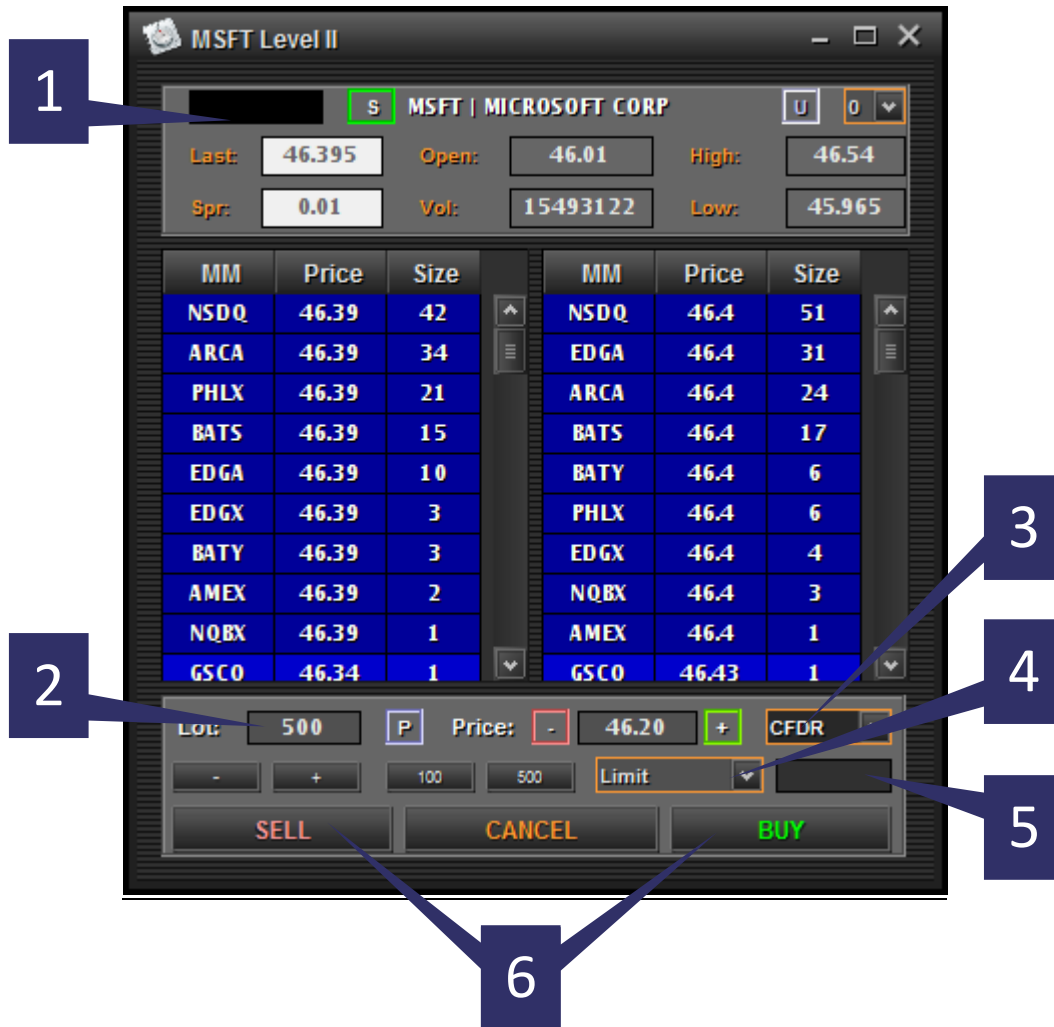 MSFT Level II
1
S MSFT | MICROSOFT CORP U 0
Last: 46.395 Open: 46.01 High: 46.54
Spr: 0.01 Vol: 15493122 Low: 45.965
MM Price Size MM Price Size
NSDQ 46.39 42 NSDQ 46.4 51
ARCA 46.39 34 EDGA 46.4 31
PHLX 46.39 21 ARCA 46.4 24
BATS 46.39 15 BATS 46.4 17
EDGA 46.39 10 BATY 46.4 6
EDGX 46.39 3 PHLX 46.4 6
3
BATY 46.39 3 EDGX 46.4 4
AMEX 46.39 2 NQBX 46.4 3
NQBX 46.39 1 AMEX 46.4 1
GSCO 46.34 1 GSCO 46.43 1
2
4
Lot: 500 P Price: - 46.20 + CFDR
- + 100 500 Limit
5
SELL CANCEL BUY
6